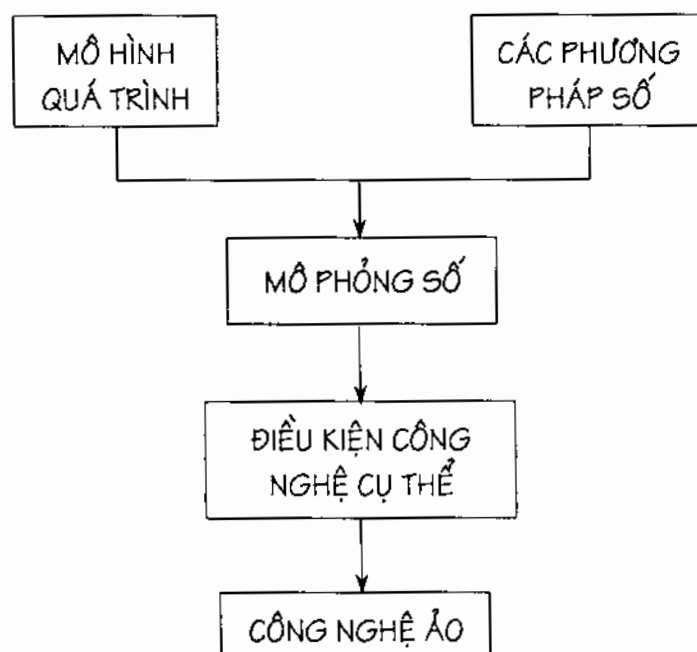 MÔ HÌNH
QUÁ TRÌNH
CÁC PHƯƠNG
PHÁP SỐ
MÔ PHỎNG SỐ
ĐIỀU KIỆN CÔNG
NGHỆ CỤ THỂ
CÔNG NGHỆ ẢO